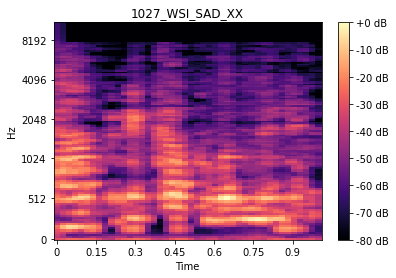 1027_WSI_SAD_XX
Hz
8192
4096
2048
1024
512
0
0 0.15 0.3 0.45 0.6 0.75 0.9
Time
+0 dB
-10 dB
-20 dB
-30 dB
-40 dB
-50 dB
-60 dB
-70 dB
-80 dB